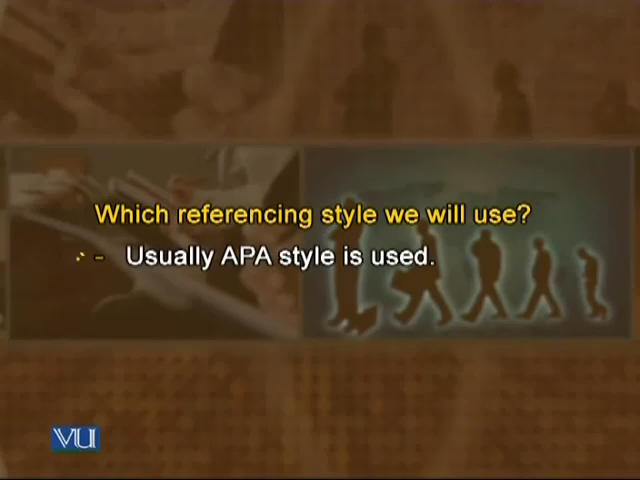 Which referencing style we will use?
- Usually APA style is used.
VU